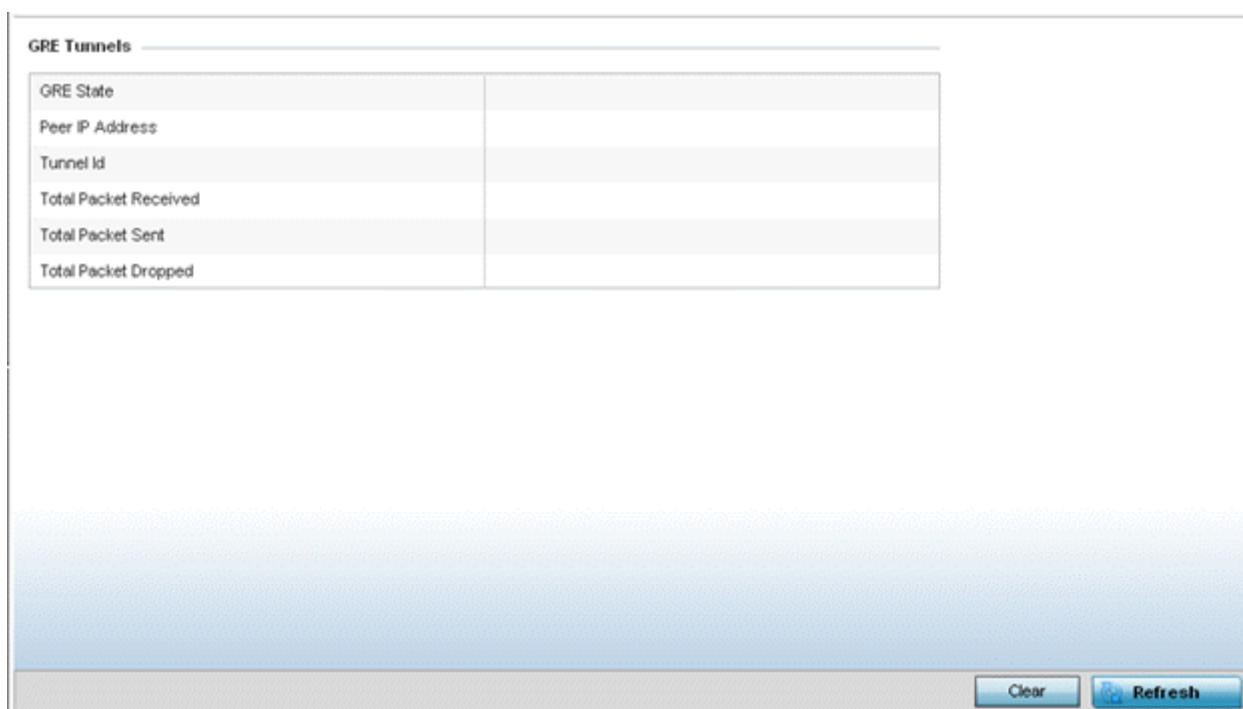 GRE Tunnels
GRE State
Peer IP Address
Tunnel Id
Total Packet Received
Total Packet Sent
Total Packet Dropped
Clear
Refresh